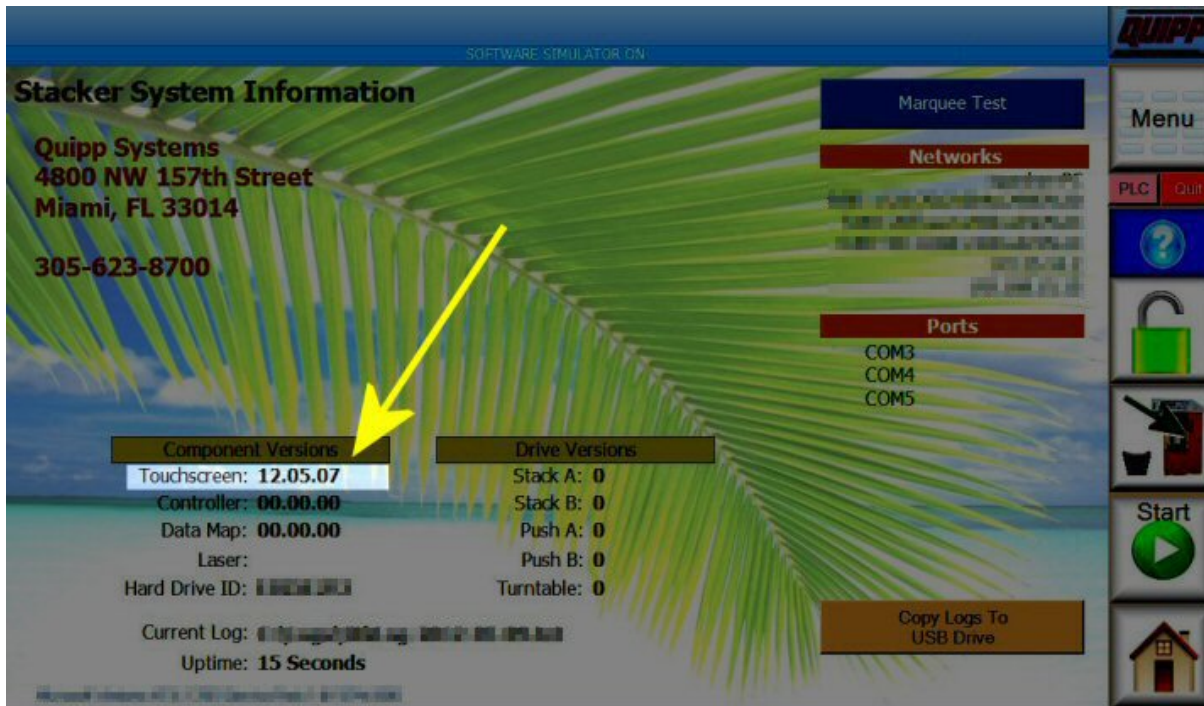 QUIPP
SOFTWARE SIMULATOR ON
Stacker System Information
Quipp Systems
4800 NW 157th Street
Miami, FL 33014
305-623-8700
Marquee Test
Networks
Ports
COM3
COM4
COM5
Menu
PLC Quit
?
Start
Component Versions
Touchscreen: 12.05.07
Controller: 00.00.00
Data Map: 00.00.00
Laser:
Hard Drive ID:
Current Log:
Uptime: 15 Seconds
Drive Versions
Stack A: 0
Stack B: 0
Push A: 0
Push B: 0
Turntable: 0
Copy Logs To
USB Drive